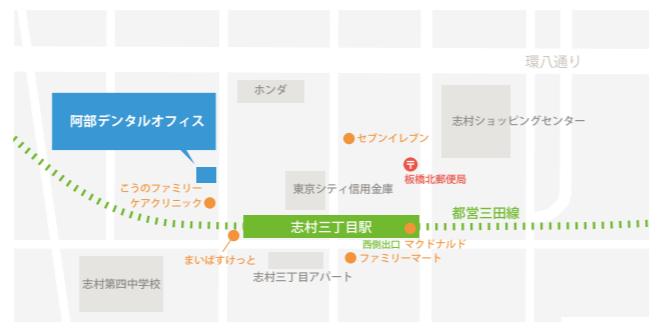 環八通り
ホンダ
阿部デンタルオフィス
志村ショッピングセンター
セブンイレブン
〒
板橋北郵便局
こうのファミリー
ケアクリニック
東京シティ信用金庫
都営三田線
志村三丁目駅
西側出口
マクドナルド
まいばすけっと
ファミリーマート
志村三丁目アパート
志村第四中学校